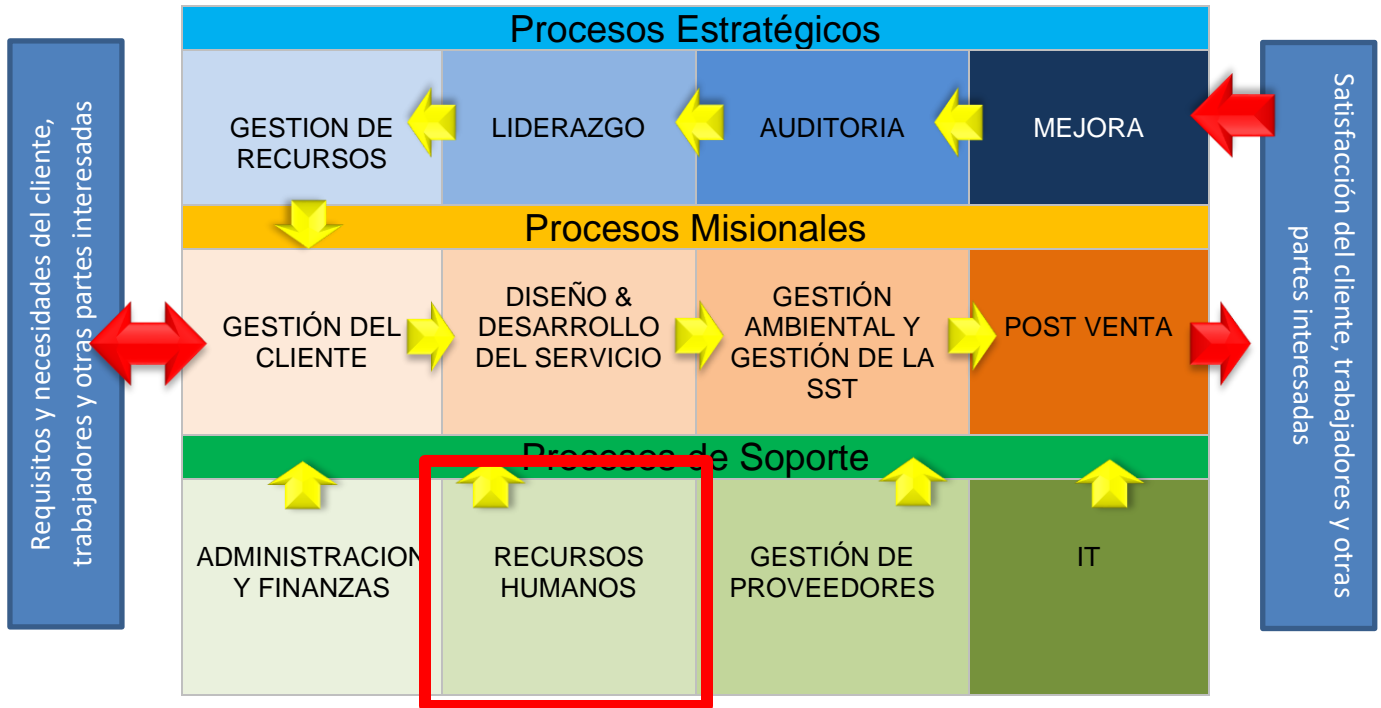 Requisitos y necesidades del cliente,
trabajadores y otras partes interesadas
Procesos Estratégicos
GESTION DE
RECURSOS
LIDERAZGO
AUDITORIA
MEJORA
Procesos Misionales
GESTIÓN DEL
CLIENTE
DISEÑO &
DESARROLLO
DEL SERVICIO
GESTIÓN
AMBIENTAL Y
GESTIÓN DE LA
SST
POST VENTA
Procesos de Soporte
ADMINISTRACION
Y FINANZAS
RECURSOS
HUMANOS
GESTIÓN DE
PROVEEDORES
IT
Satisfacción del cliente, trabajadores y otras
partes interesadas